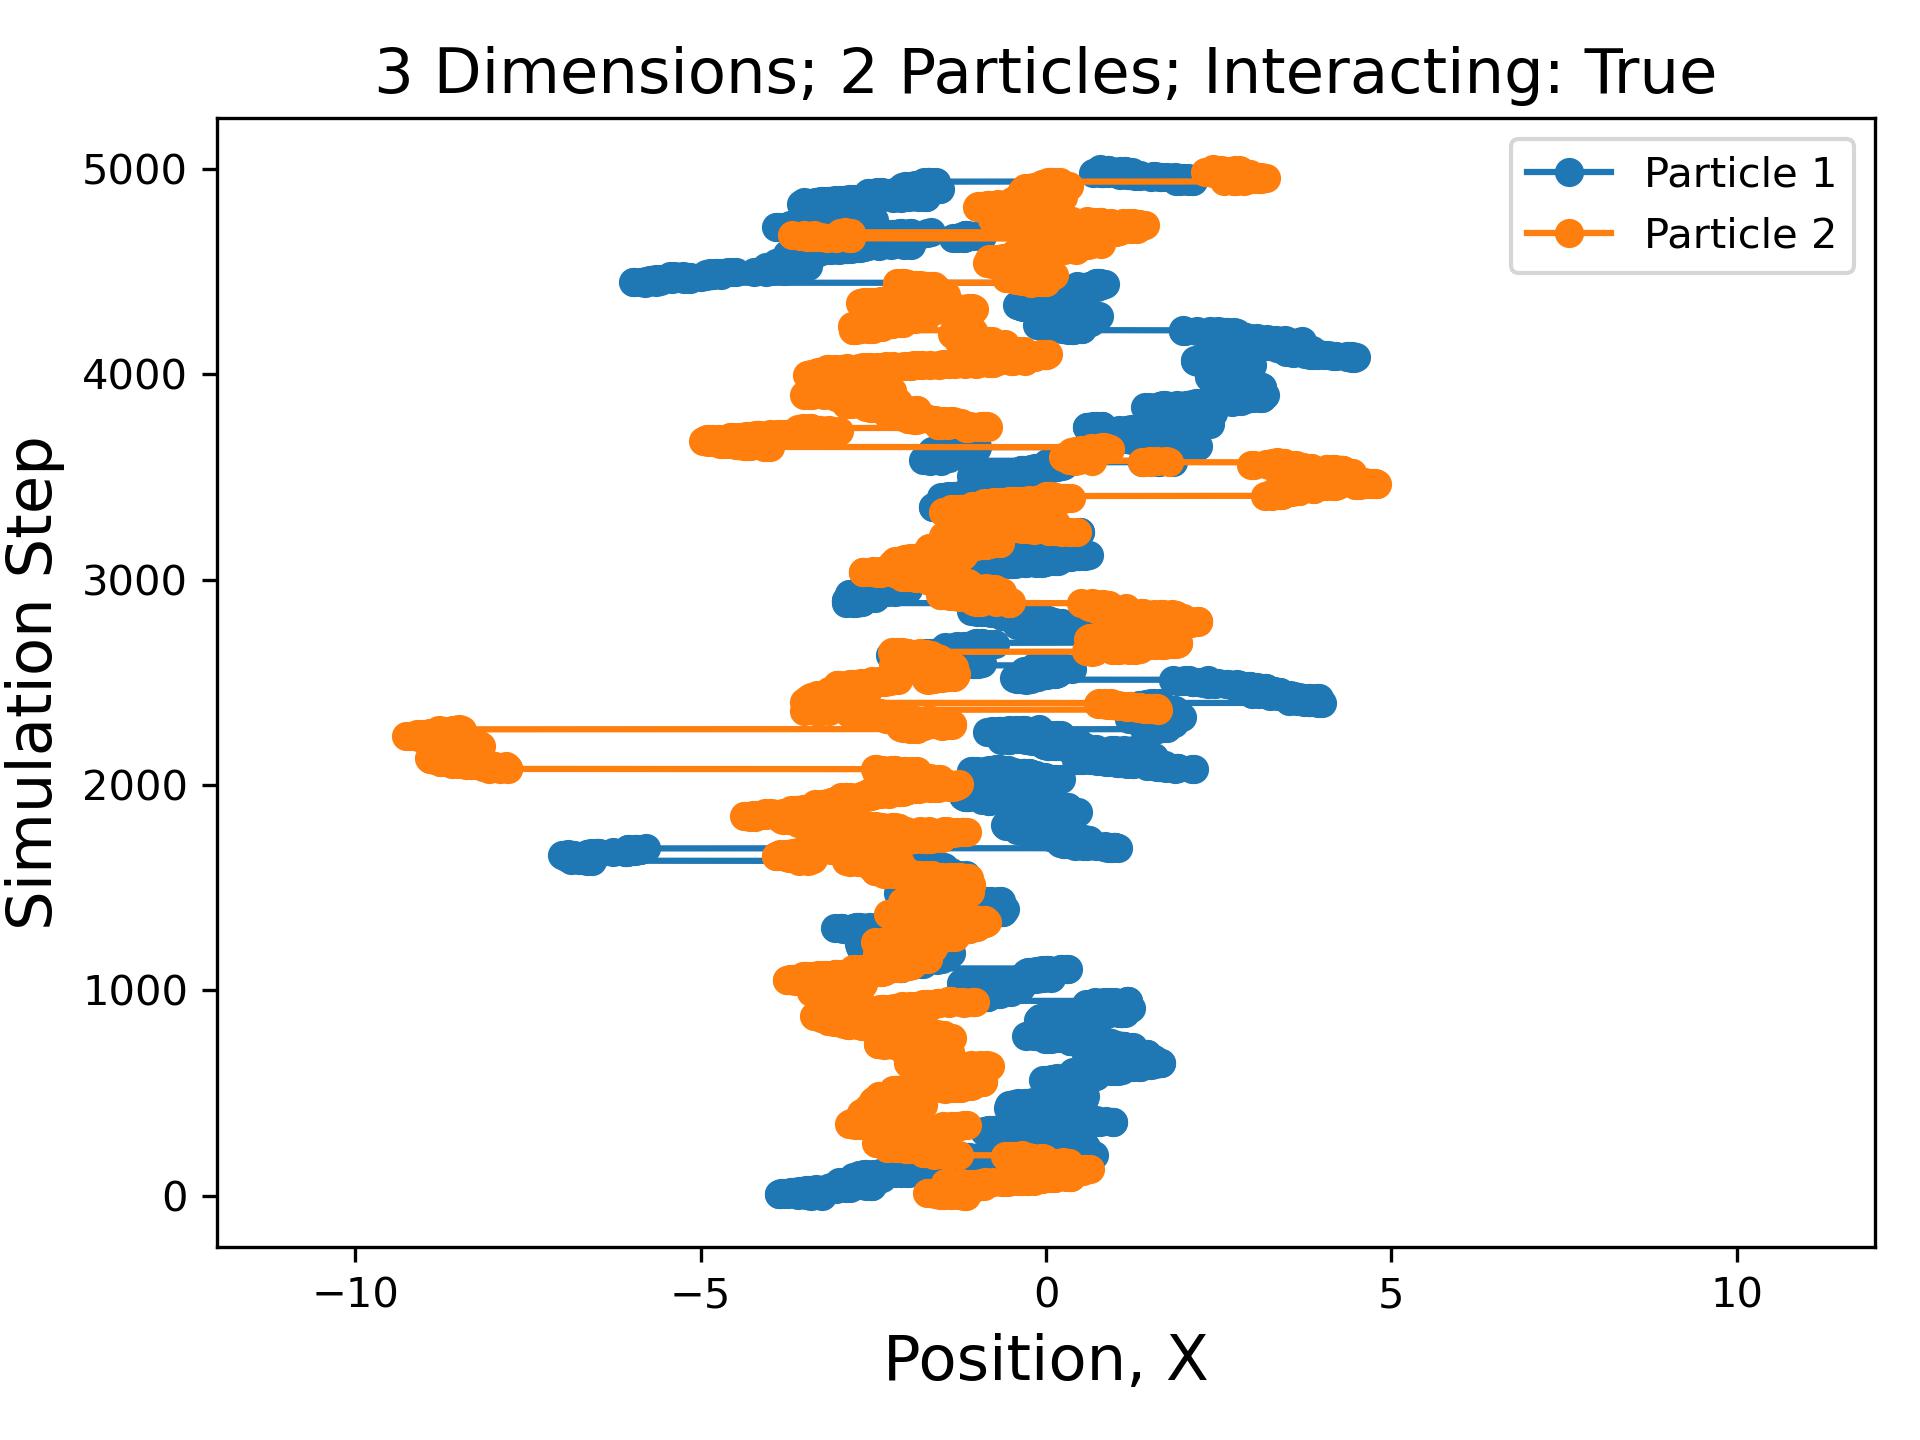 3 Dimensions; 2 Particles; Interacting: True
Particle 1
Particle 2
Simulation Step
5000
4000
3000
2000
1000
0
−10
−5
0
5
10
Position, X